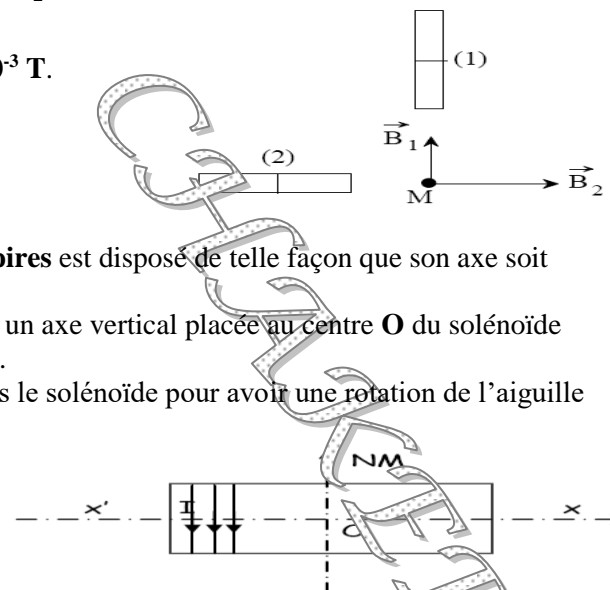 -3 T.
(1)
B₁
(2)
B₂
M
pires est disposé de telle façon que son axe soit
un axe vertical placée au centre O du solénoïde
.
s le solénoïde pour avoir une rotation de l’aiguille
NM
I
x'
x
O